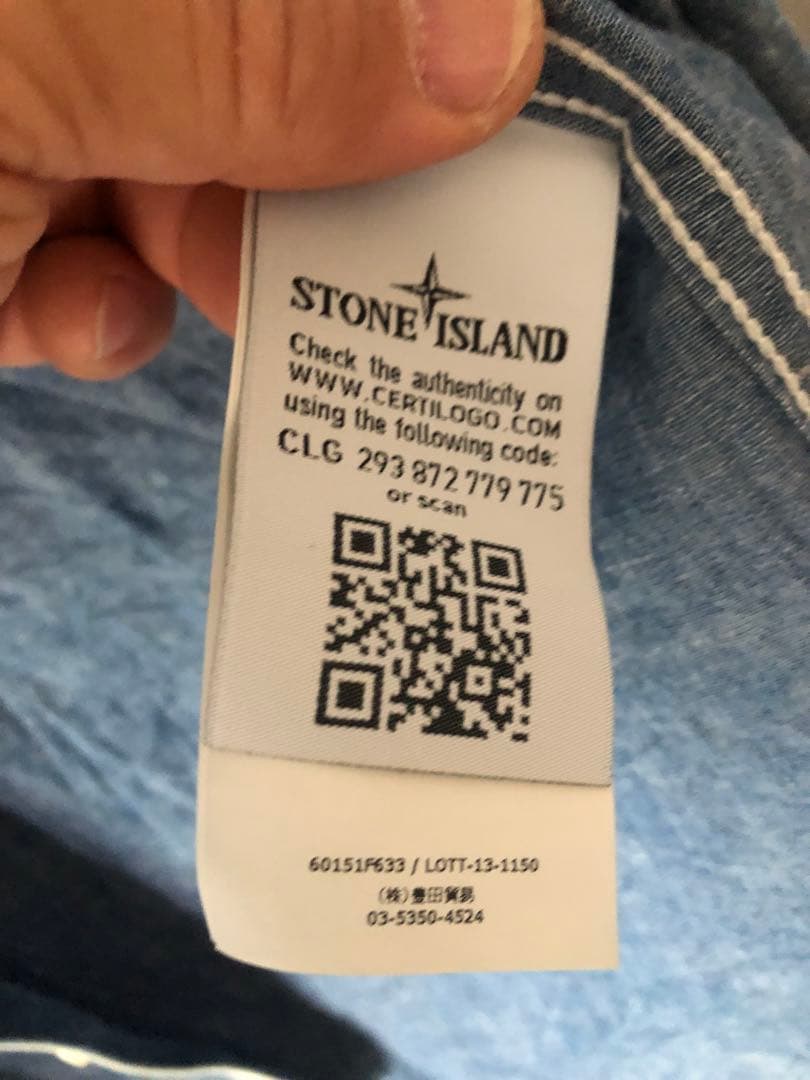 STONE ISLAND
Check the authenticity on
WWW.CERTILOGO.COM
using the following code:
CLG 293 872 779 775
or scan
60151F633 / LOTT-13-1150
(株)豊田貿易
03-5350-4524